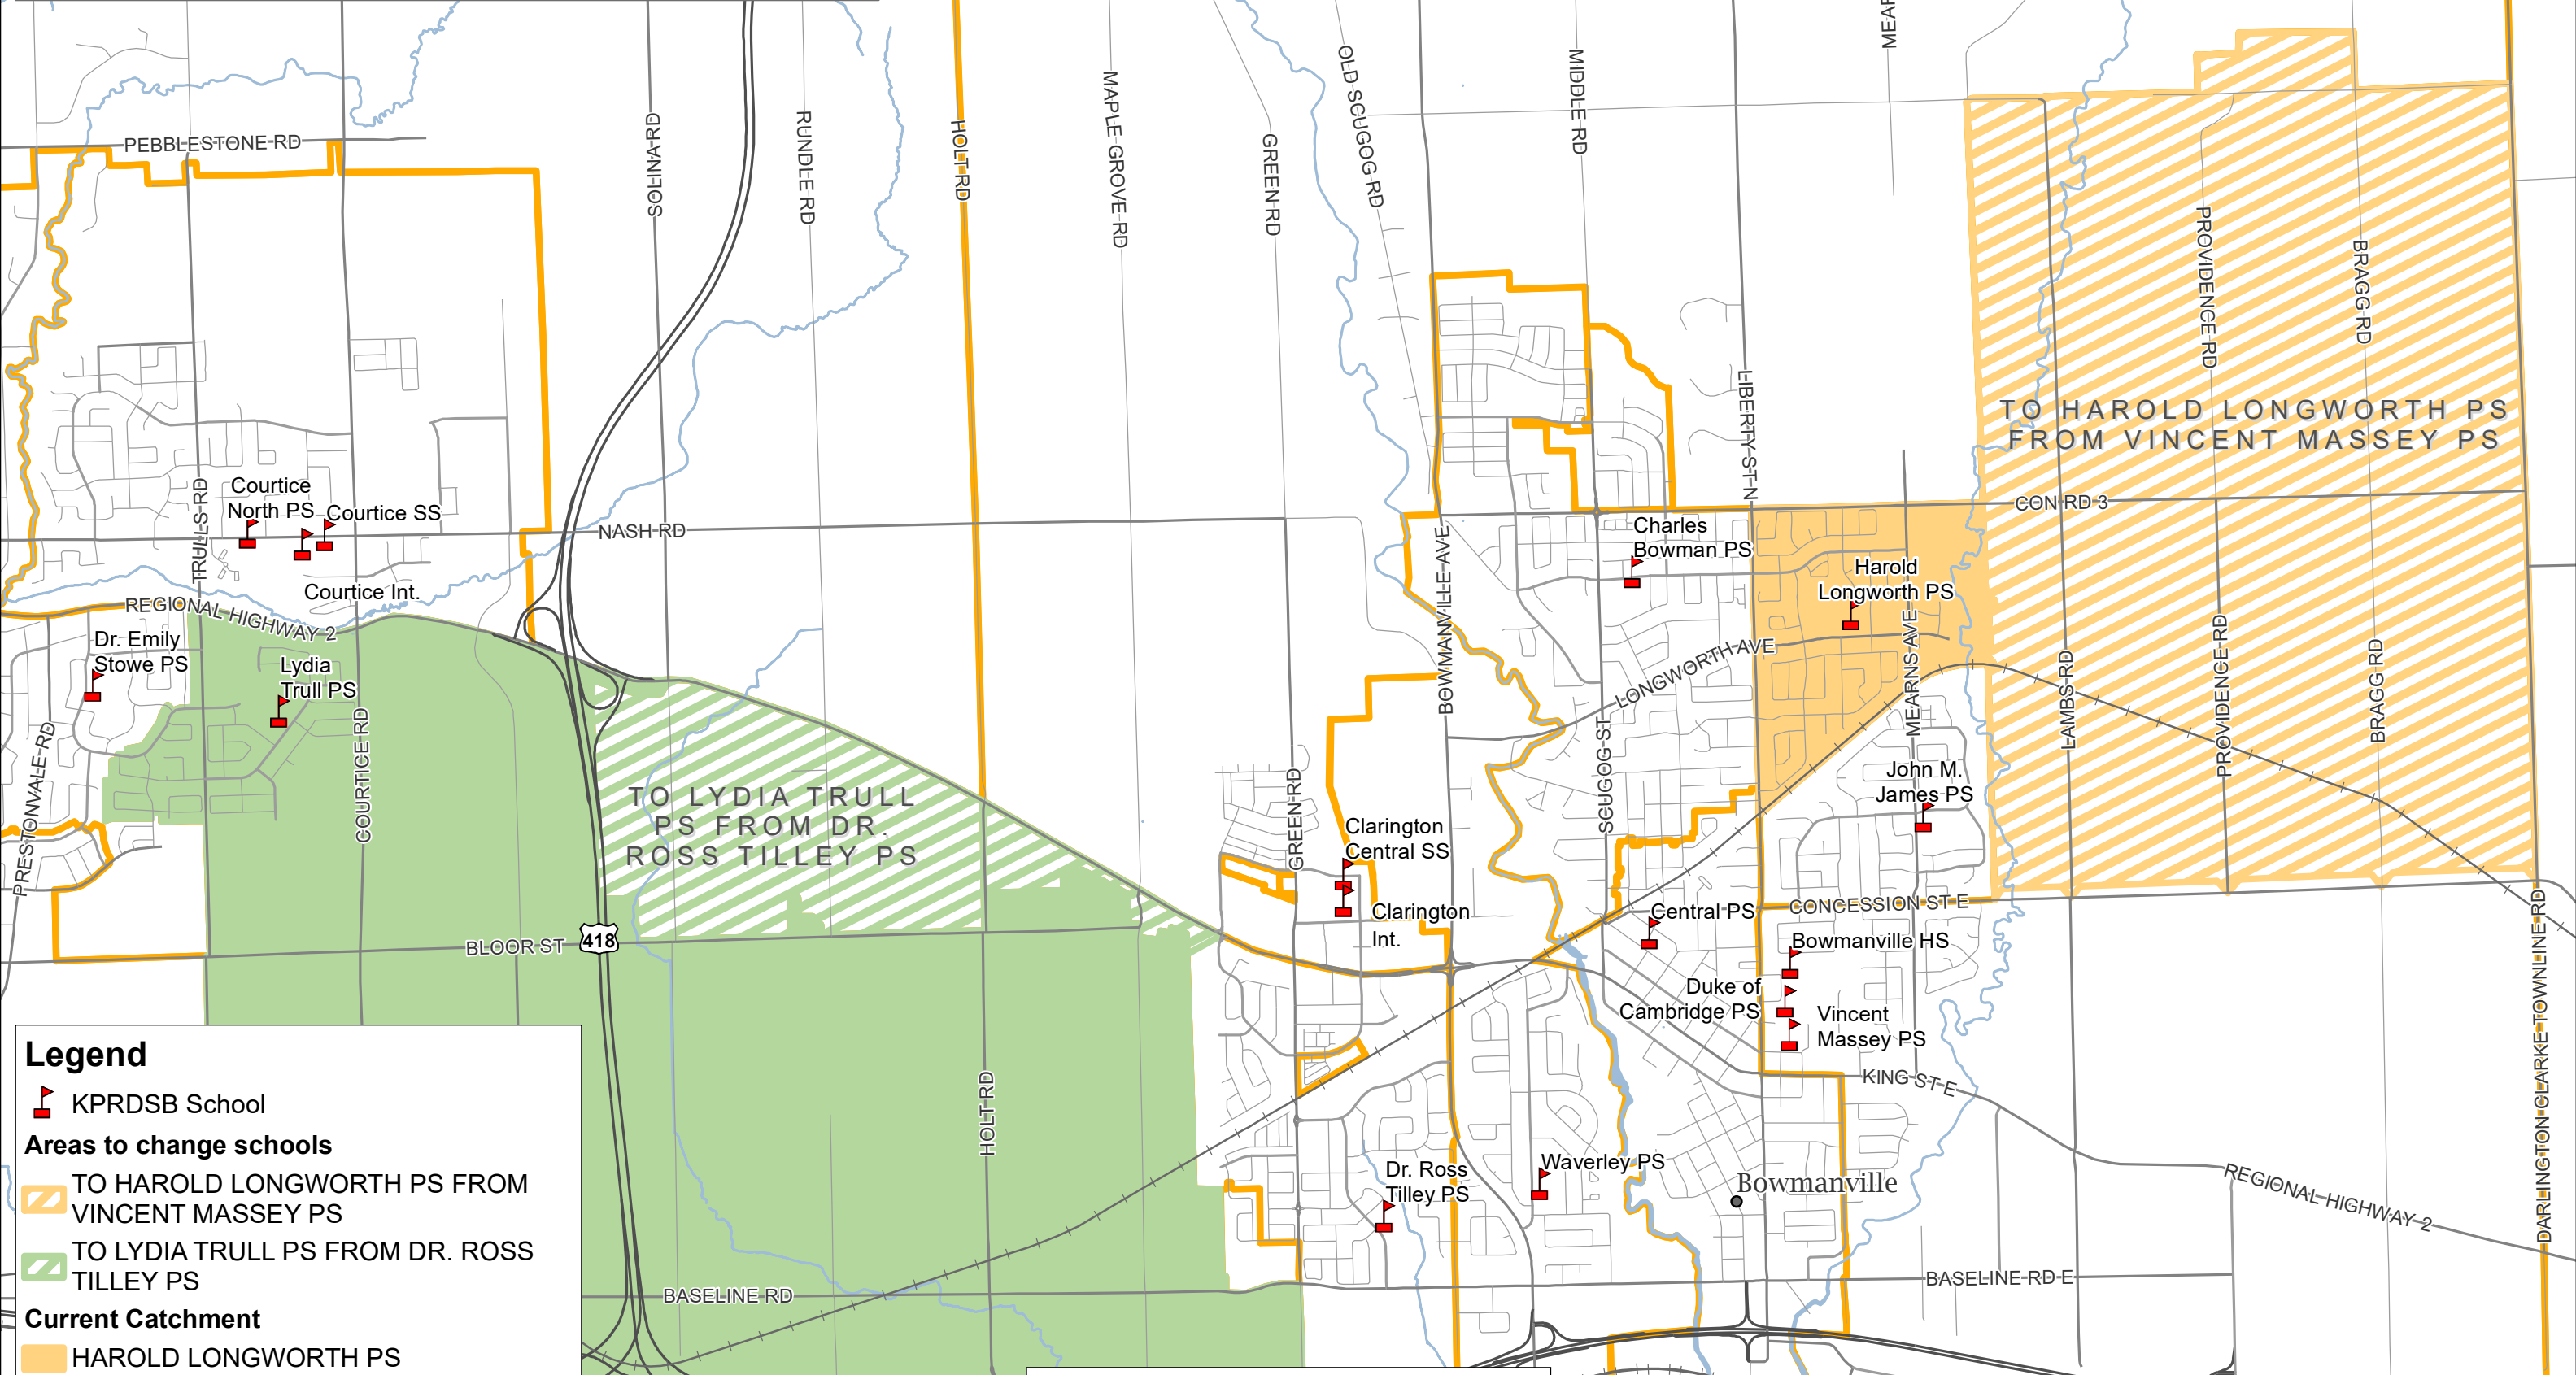 PEBBLESTONE RD
SOLINA RD
RUNDLE RD
HOLT RD
MAPLE GROVE RD
GREEN RD
OLD SCUGOG RD
MIDDLE RD
LIBERTY ST N
PROVIDENCE RD
BRAGG RD
TO HAROLD LONGWORTH PS
FROM VINCENT MASSEY PS
CON RD 3
Courtice
North PS
Courtice SS
TRULLS RD
NASH RD
Courtice Int.
REGIONAL HIGHWAY 2
BOWMANVILLE AVE
Charles
Bowman PS
Harold
Longworth PS
LONGWORTH AVE
MEARNS AVE
Dr. Emily
Stowe PS
Lydia
Trull PS
PRESTONVALE RD
COURTICE RD
TO LYDIA TRULL
PS FROM DR.
ROSS TILLEY PS
GREEN RD
SCUGOG ST
LAMBS RD
PROVIDENCE RD
BRAGG RD
John M.
James PS
Clarington
Central SS
Clarington
Int.
CONCESSION ST E
Central PS
Bowmanville HS
BLOOR ST
418
Duke of
Cambridge PS
Vincent
Massey PS
KING ST E
DARLINGTON CLARKE TOWNLINE RD
HOLT RD
Dr. Ross
Tilley PS
Waverley PS
Bowmanville
REGIONAL HIGHWAY 2
BASELINE RD
BASELINE RD E
Legend
KPRDSB School
Areas to change schools
TO HAROLD LONGWORTH PS FROM
VINCENT MASSEY PS
TO LYDIA TRULL PS FROM DR. ROSS
TILLEY PS
Current Catchment
HAROLD LONGWORTH PS